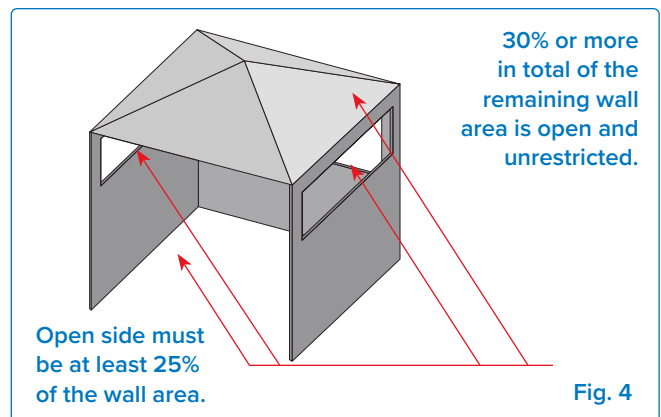 30% or more
in total of the
remaining wall
area is open and
unrestricted.
Open side must
be at least 25%
of the wall area.
Fig. 4